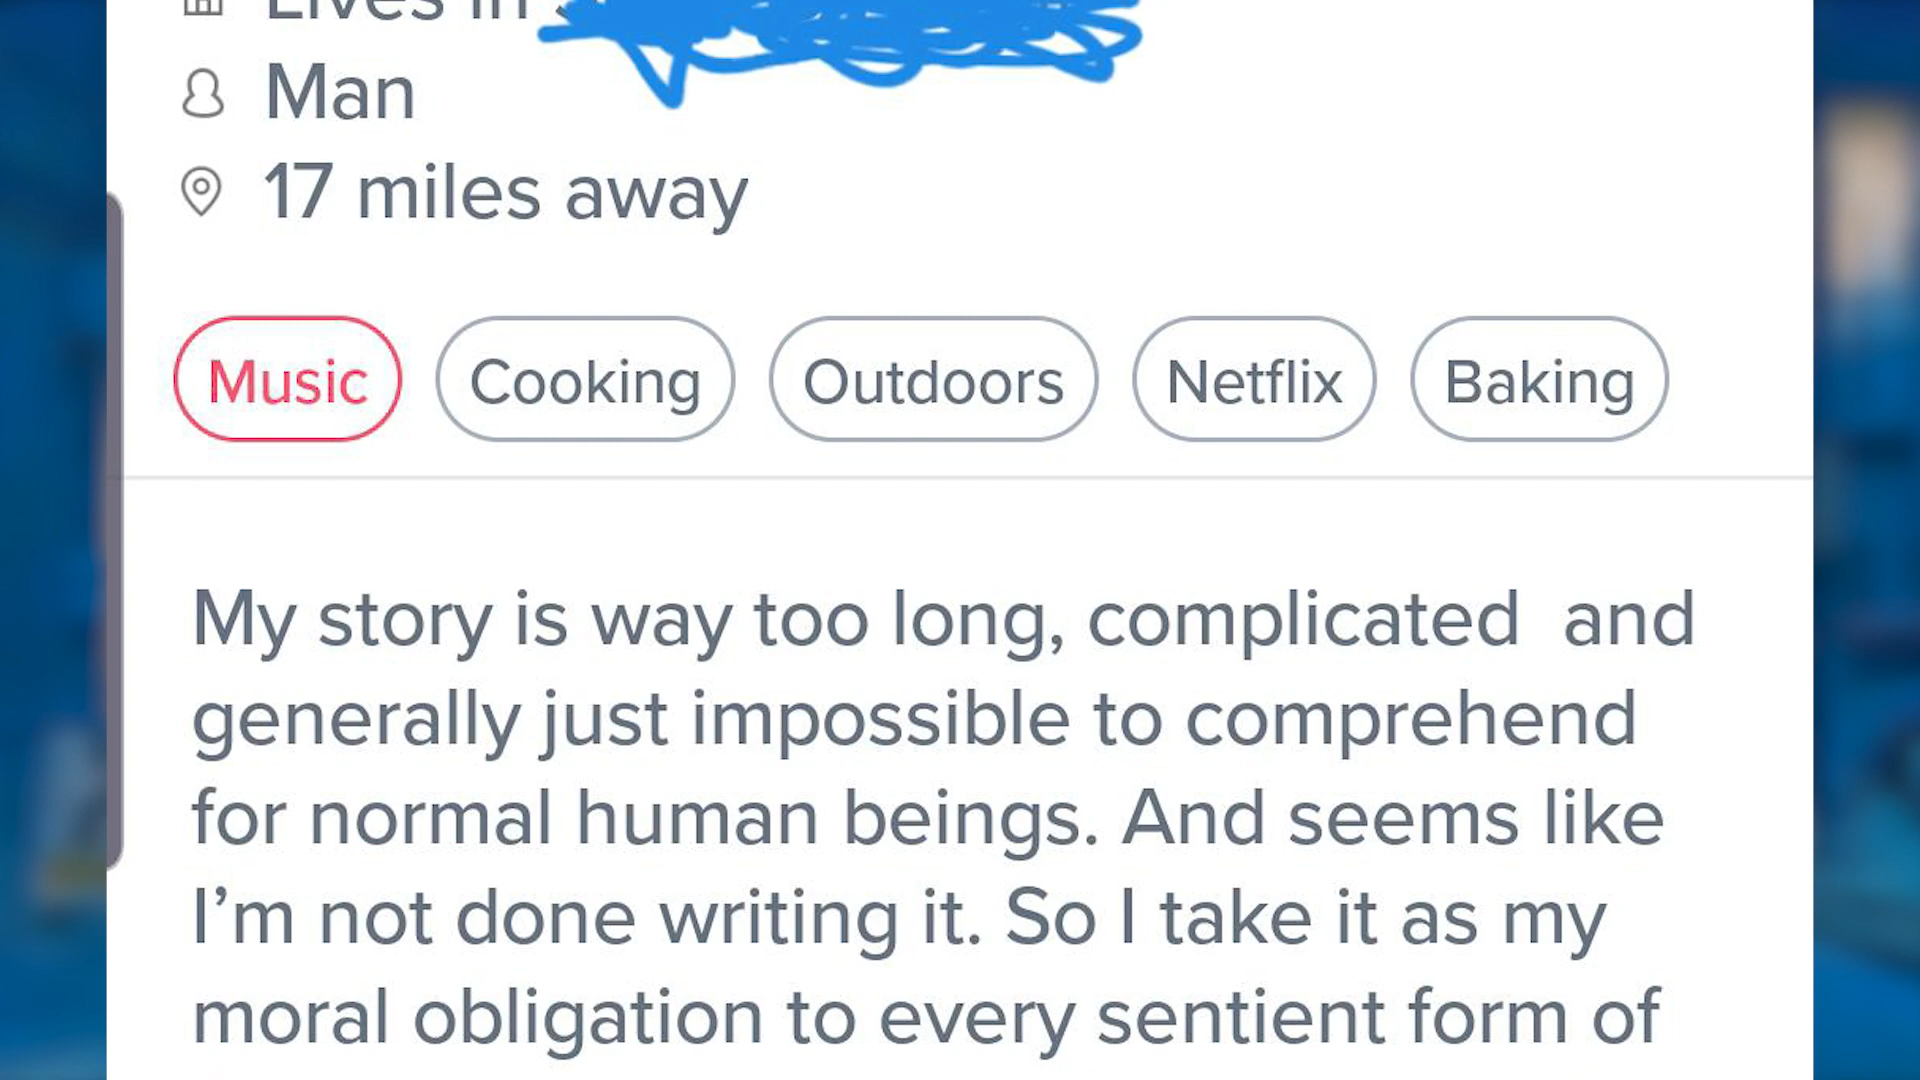 Lives in
Man
17 miles away
Music Cooking Outdoors Netflix Baking
My story is way too long, complicated  and
generally just impossible to comprehend
for normal human beings. And seems like
I’m not done writing it. So I take it as my
moral obligation to every sentient form of